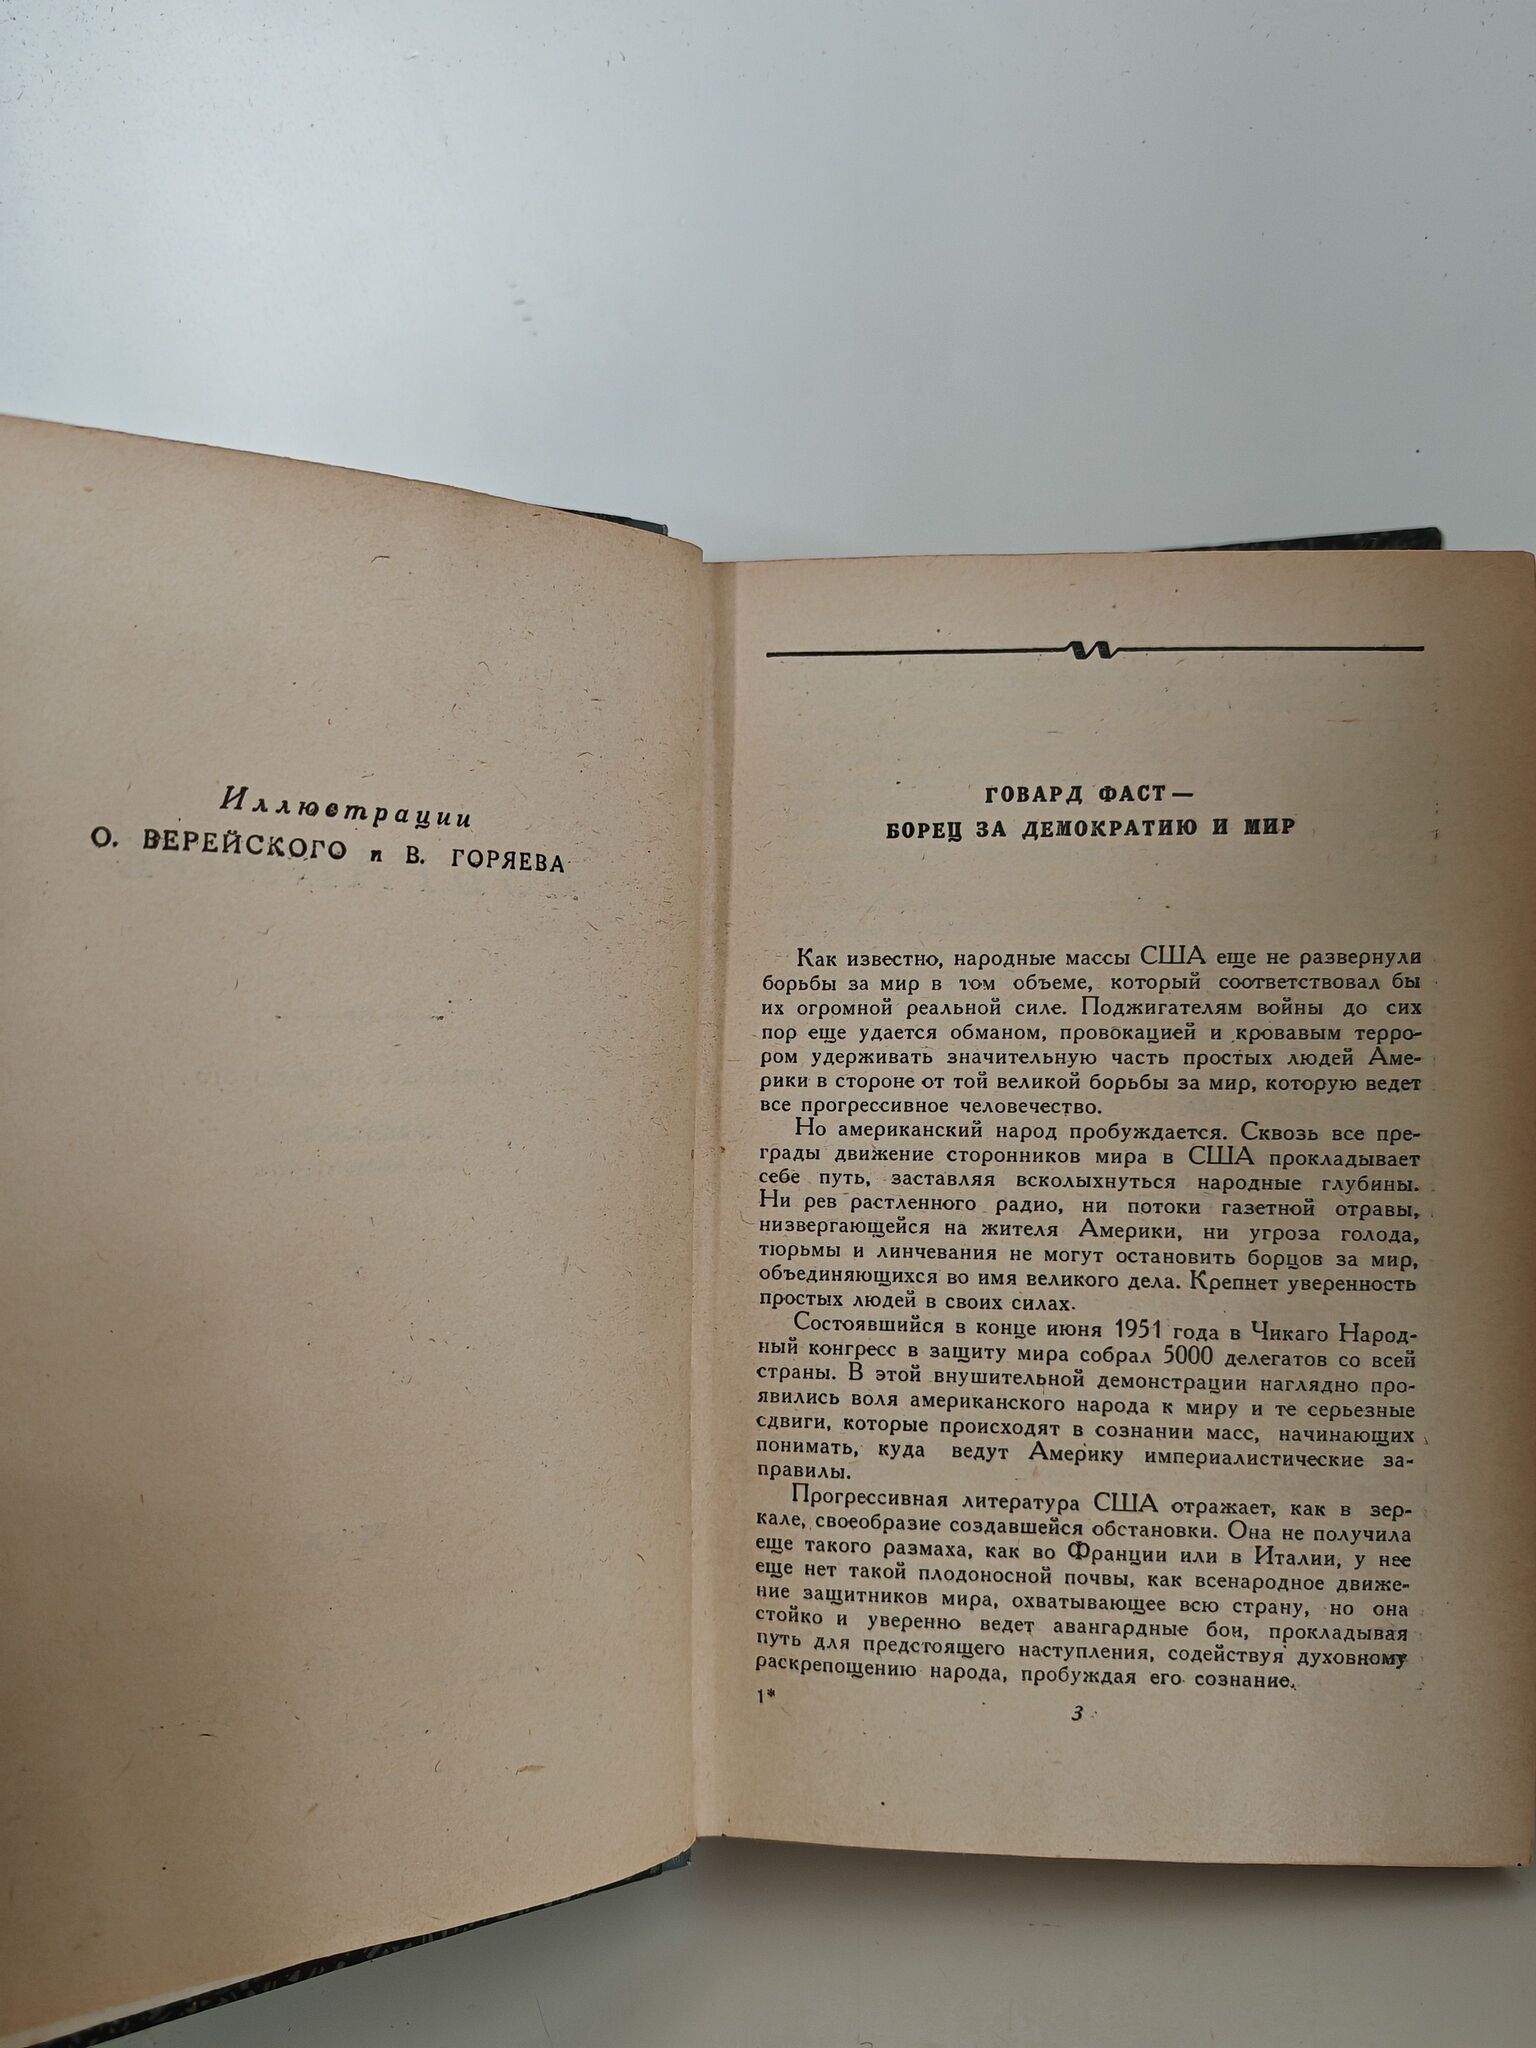 Иллюстрации
О. ВЕРЕЙСКОГО и В. ГОРЯЕВА
ГОВАРД ФАСТ —
БОРЕЦ ЗА ДЕМОКРАТИЮ И МИР
Как известно, народные массы США еще не развернули
борьбы за мир в том объеме, который соответствовал бы
их огромной реальной силе. Поджигателям войны до сих
пор еще удается обманом, провокацией и кровавым терро-
ром удерживать значительную часть простых людей Аме-
рики в стороне от той великой борьбы за мир, которую ведет
все прогрессивное человечество.
Но американский народ пробуждается. Сквозь все пре-
грады движение сторонников мира в США прокладывает
себе путь, заставляя всколыхнуться народные глубины.
Ни рев растленного радио, ни потоки газетной отравы,
низвергающейся на жителя Америки, ни угроза голода,
тюрьмы и линчевания не могут остановить борцов за мир,
объединяющихся во имя великого дела. Крепнет уверенность
простых людей в своих силах.
Состоявшийся в конце июня 1951 года в Чикаго Народ-
ный конгресс в защиту мира собрал 5000 делегатов со всей
страны. В этой внушительной демонстрации наглядно про-
явились воля американского народа к миру и те серьезные
сдвиги, которые происходят в сознании масс, начинающих
понимать, куда ведут Америку империалистические за-
правилы.
Прогрессивная литература США отражает, как в зер-
кале, своеобразие создавшейся обстановки. Она не получила
еще такого размаха, как во Франции или в Италии, у нее
еще нет такой плодоносной почвы, как всенародное движе-
ние защитников мира, охватывающее всю страну, но она
стойко и уверенно ведет авангардные бои, прокладывая
путь для предстоящего наступления, содействуя духовному
раскрепощению народа, пробуждая его сознание.
1*
3